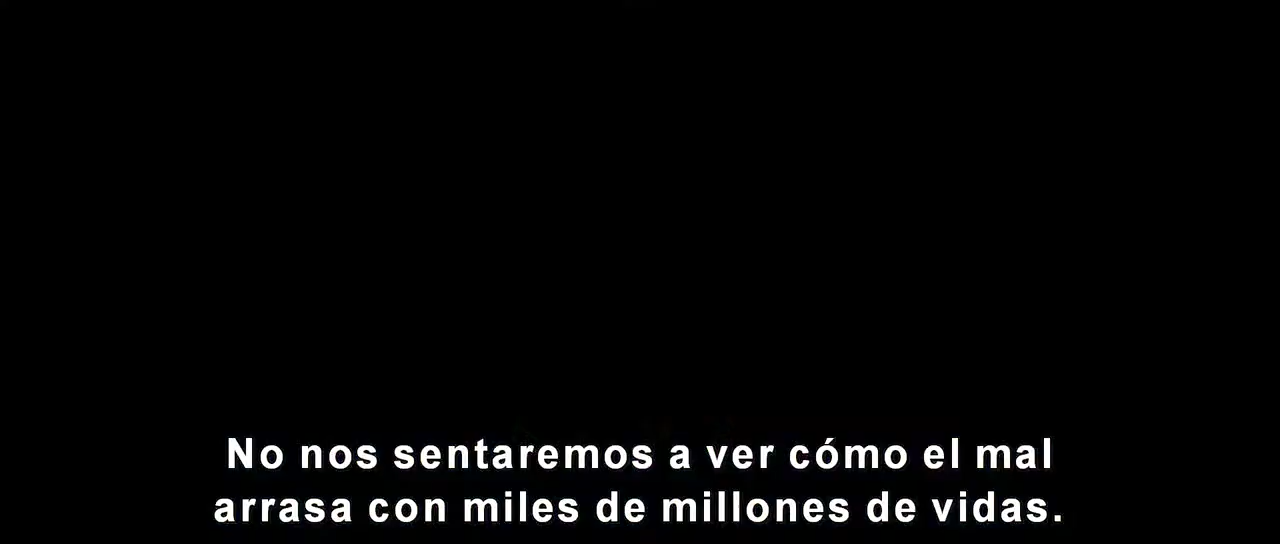 No nos sentaremos a ver cómo el mal
arrasa con miles de millones de vidas.